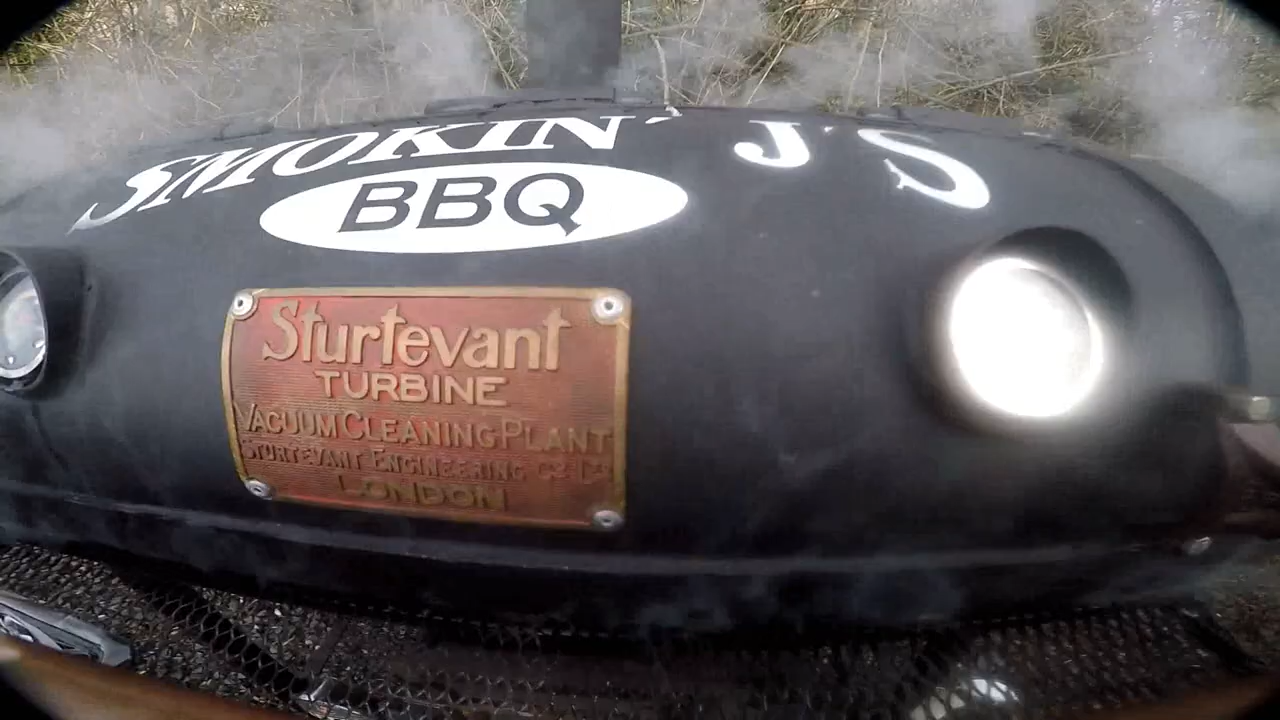 SMOKIN' J'S
BBQ
Sturtevant
TURBINE
VACUUM CLEANING PLANT
STURTEVANT ENGINEERING CO LTD
LONDON